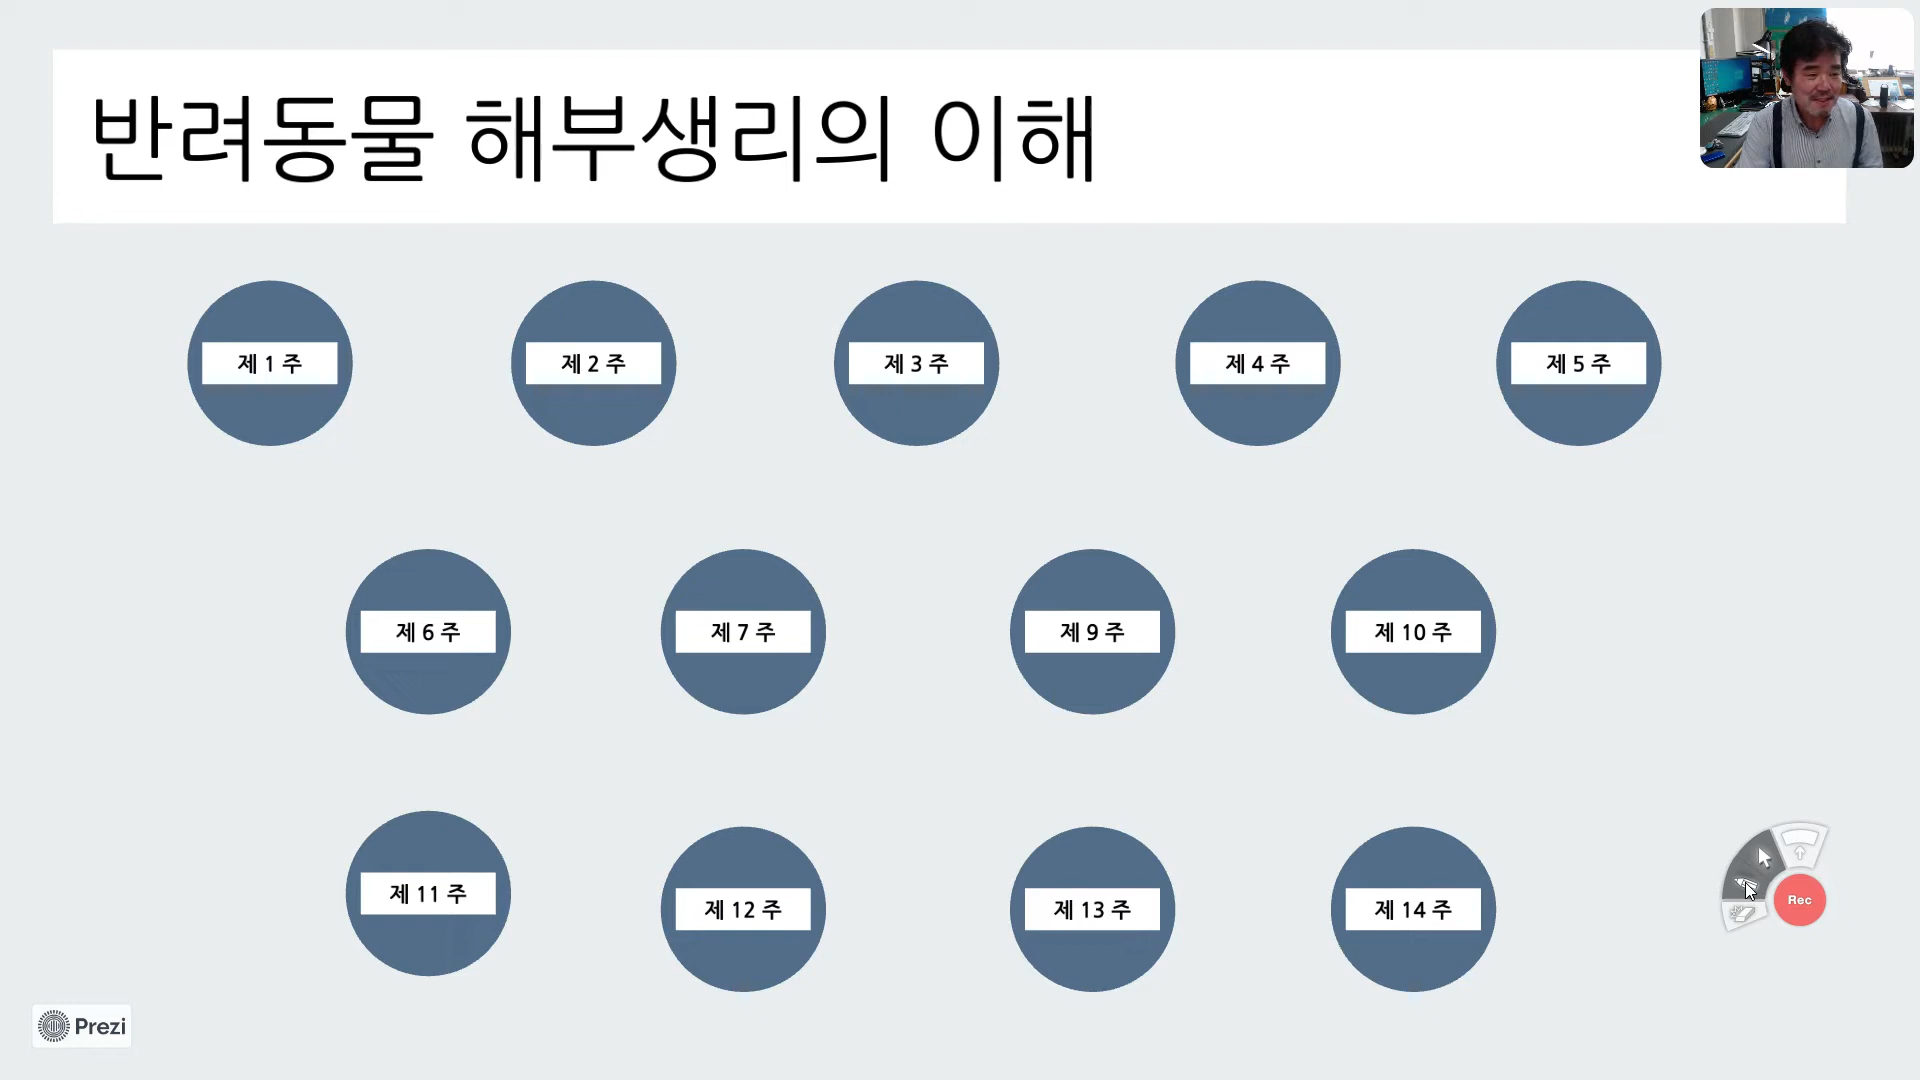 반려동물 해부생리의 이해
제 1 주
제 2 주
제 3 주
제 4 주
제 5 주
제 6 주
제 7 주
제 9 주
제 10 주
제 11 주
제 12 주
제 13 주
제 14 주
Rec
Prezi